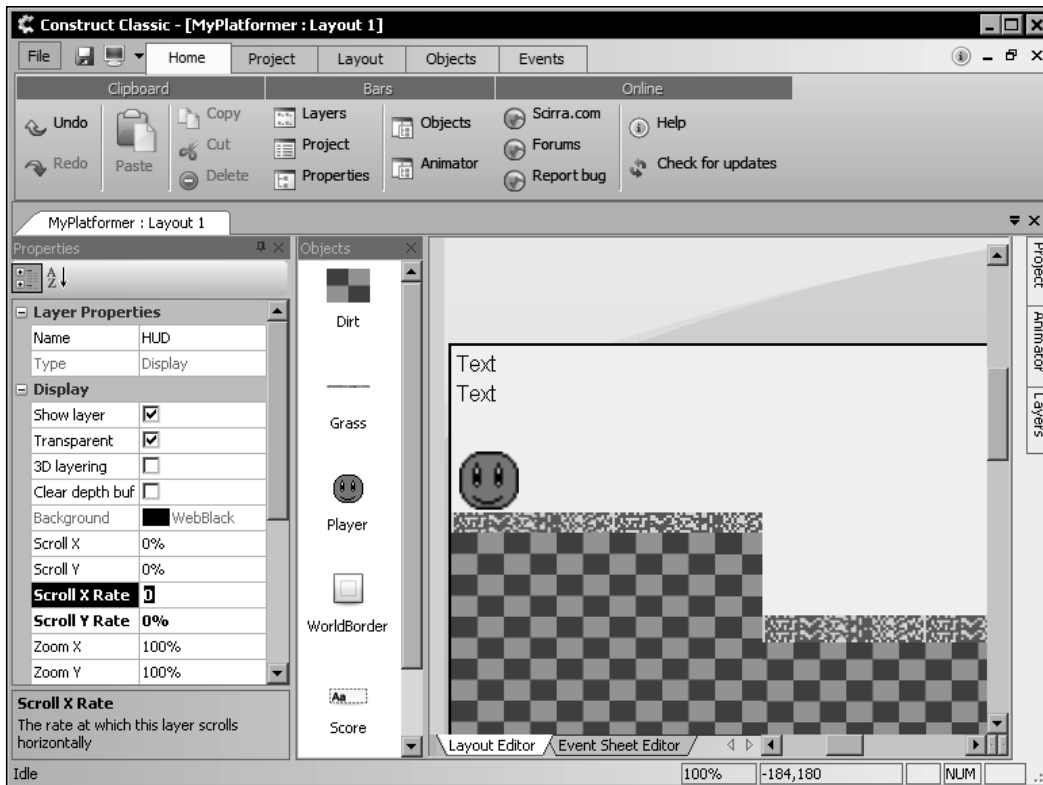 Construct Classic - [MyPlatformer : Layout 1]
File Home Project Layout Objects Events
Clipboard Bars Online
Undo Redo Paste Copy Cut Delete
Layers Project Properties Objects Animator
Scirra.com Forums Report bug Help Check for updates
MyPlatformer : Layout 1
Properties
A
Z
Layer Properties
Name HUD
Type Display
Display
Show layer
Transparent
3D layering
Clear depth buf
Background WebBlack
Scroll X 0%
Scroll Y 0%
Scroll X Rate 0
Scroll Y Rate 0%
Zoom X 100%
Zoom Y 100%
Scroll X Rate
The rate at which this layer scrolls
horizontally
Objects
Dirt
Grass
Player
WorldBorder
Aa
Score
Text
Text
Project
Animator
Layers
Layout Editor Event Sheet Editor
Idle 100% -184,180 NUM